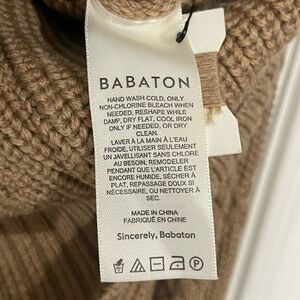 BABATON
HAND WASH COLD, ONLY
NON-CHLORINE BLEACH WHEN
NEEDED, RESHAPE WHILE
DAMP, DRY FLAT, COOL IRON
ONLY IF NEEDED, OR DRY
CLEAN.
LAVER À LA MAIN À L'EAU
FROIDE, UTILISER SEULEMENT
UN JAVELLISANT SANS CHLORE
AU BESOIN, REMODELER
PENDANT QUE L'ARTICLE EST
ENCORE HUMIDE, SÉCHER À
PLAT, REPASSAGE DOUX SI
NÉCESSAIRE, OU NETTOYAGE À
SEC.
MADE IN CHINA
FABRIQUÉ EN CHINE
Sincerely, Babaton